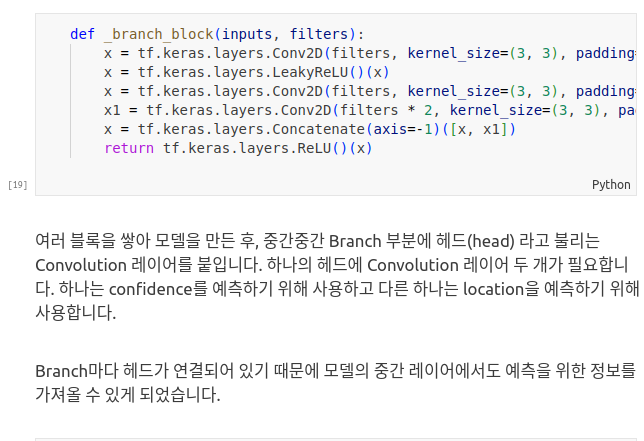 def _branch_block(inputs, filters):
x = tf.keras.layers.Conv2D(filters, kernel_size=(3, 3), padding=
x = tf.keras.layers.LeakyReLU()(x)
x = tf.keras.layers.Conv2D(filters, kernel_size=(3, 3), padding=
x1 = tf.keras.layers.Conv2D(filters * 2, kernel_size=(3, 3), pa
x = tf.keras.layers.Concatenate(axis=-1)([x, x1])
return tf.keras.layers.ReLU()(x)
[19]
Python
여러 블록을 쌓아 모델을 만든 후, 중간중간 Branch 부분에 헤드(head) 라고 불리는
Convolution 레이어를 붙입니다. 하나의 헤드에 Convolution 레이어 두 개가 필요합니
다. 하나는 confidence를 예측하기 위해 사용하고 다른 하나는 location을 예측하기 위해
사용합니다.
Branch마다 헤드가 연결되어 있기 때문에 모델의 중간 레이어에서도 예측을 위한 정보를
가져올 수 있게 되었습니다.